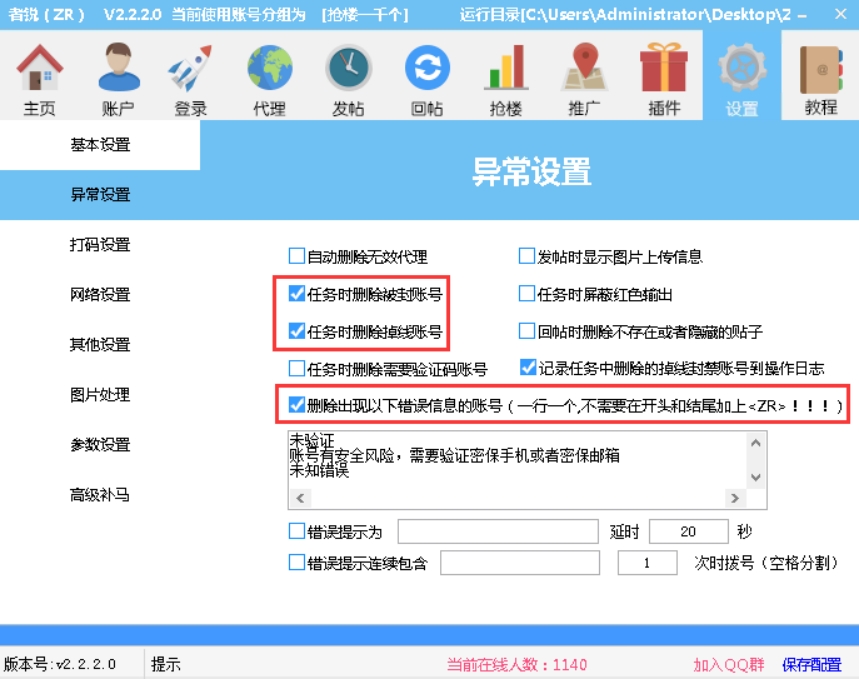 者锐（ZR） V2.2.2.0 当前使用账号分组为 [抢楼一千个] 运行目录[C:\Users\Administrator\Desktop\2
主页 账户 登录 代理 发帖 回帖 抢楼 推广 插件 设置 教程
基本设置
异常设置
异常设置
打码设置
网络设置
其他设置
图片处理
参数设置
高级补马
自动删除无效代理 发帖时显示图片上传信息
任务时删除被封账号 任务时屏蔽红色输出
任务时删除掉线账号 回帖时删除不存在或者隐藏的贴子
任务时删除需要验证码账号 记录任务中删除的掉线封禁账号到操作日志
删除出现以下错误信息的账号（一行一个,不需要在开头和结尾加上<ZR>！！！）
未验证
账号有安全风险，需要验证密保手机或者密保邮箱
未知错误
错误提示为 延时 20 秒
错误提示连续包含 1 次时拨号（空格分割）
版本号:v2.2.2.0 提示 当前在线人数：1140 加入QQ群 保存配置